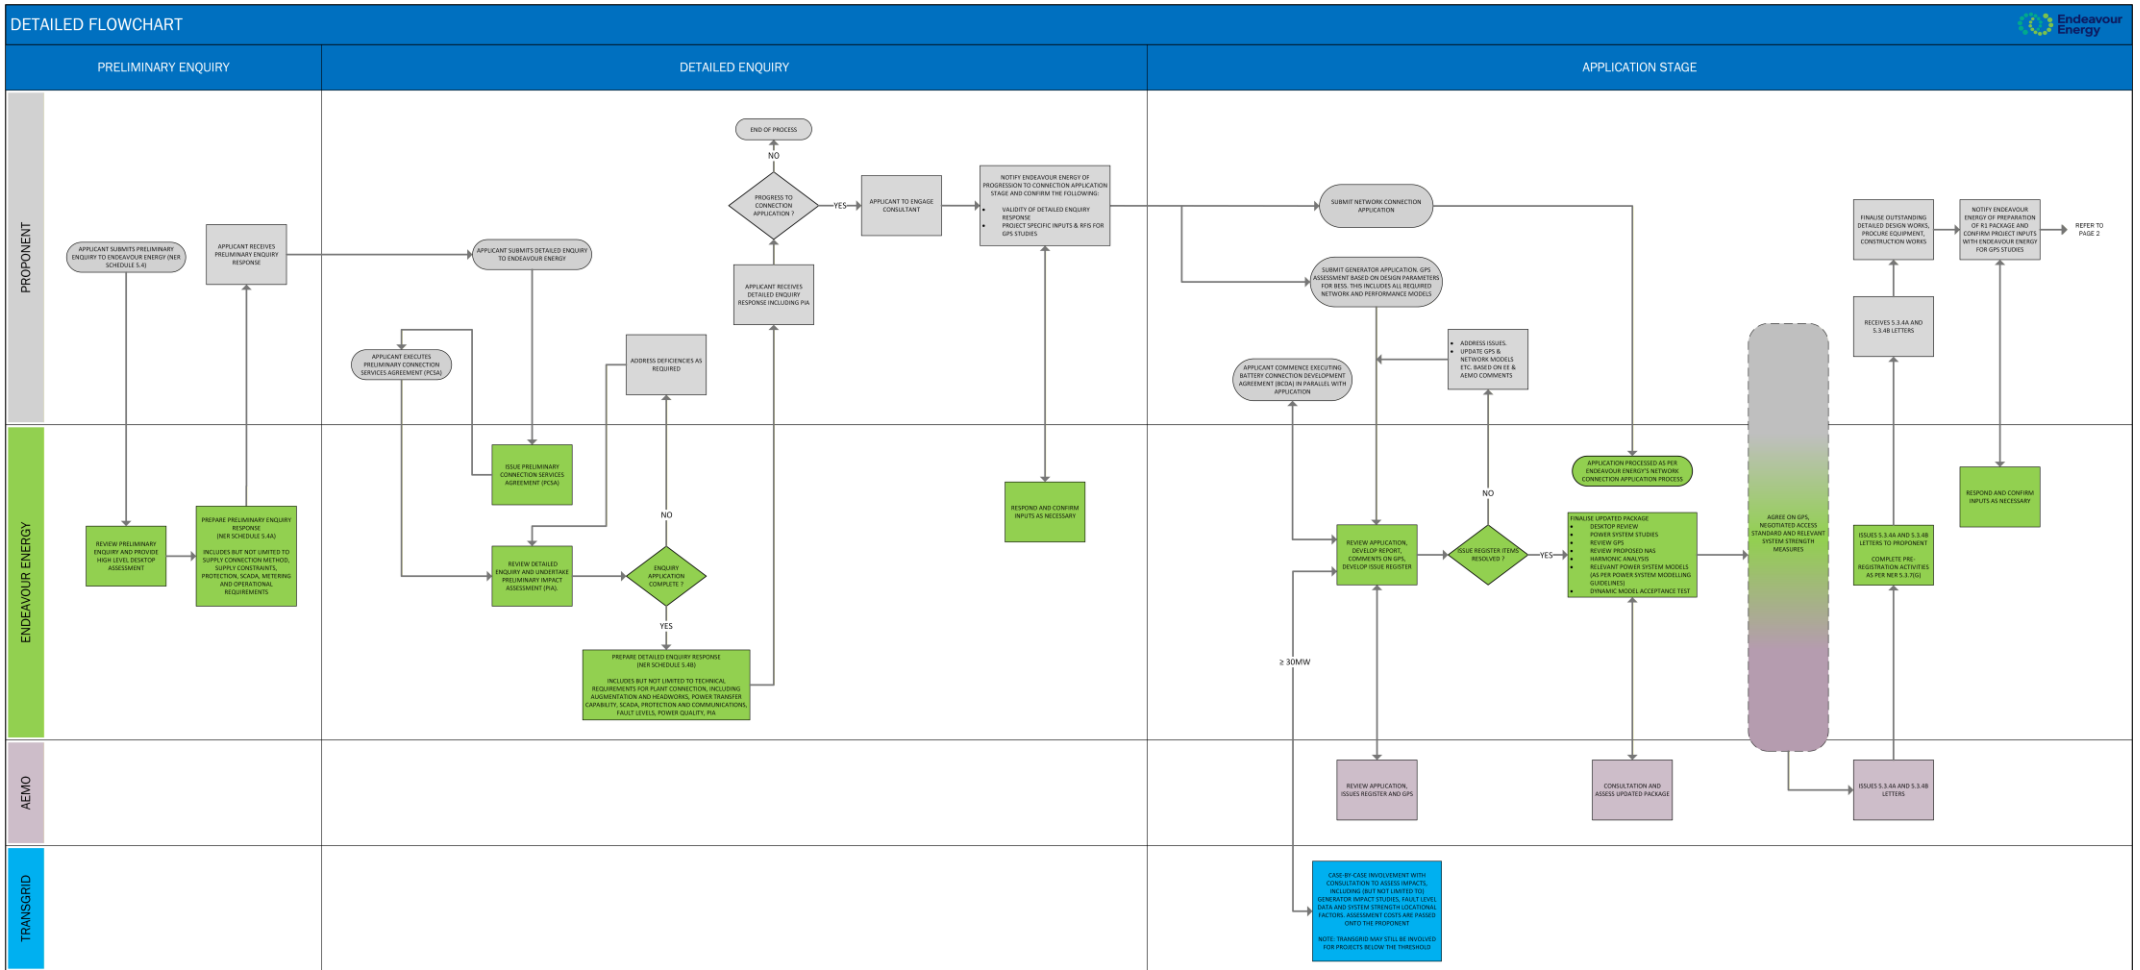 DETAILED FLOWCHART
Endeavour
Energy
PRELIMINARY ENQUIRY
DETAILED ENQUIRY
APPLICATION STAGE
PROPONENT
APPLICANT SUBMITS PRELIMINARY
ENQUIRY TO ENDEAVOUR ENERGY (NER
SCHEDULE 5.4)
APPLICANT RECEIVES
PRELIMINARY ENQUIRY
RESPONSE
APPLICANT SUBMITS DETAILED ENQUIRY
TO ENDEAVOUR ENERGY
APPLICANT EXECUTES
PRELIMINARY CONNECTION
SERVICES AGREEMENT (PCSA)
ADDRESS DEFICIENCIES AS
REQUIRED
END OF PROCESS
NO
PROGRESS TO
CONNECTION
APPLICATION ?
YES
APPLICANT RECEIVES
DETAILED ENQUIRY
RESPONSE INCLUDING PIA
APPLICANT TO ENGAGE
CONSULTANT
NOTIFY ENDEAVOUR ENERGY OF
PROGRESSION TO CONNECTION APPLICATION
STAGE AND CONFIRM THE FOLLOWING:
• VALIDITY OF DETAILED ENQUIRY
RESPONSE
• PROJECT SPECIFIC INPUTS & RFIS FOR
GPS STUDIES
SUBMIT NETWORK CONNECTION
APPLICATION
SUBMIT GENERATOR APPLICATION. GPS
ASSESSMENT BASED ON DESIGN PARAMETERS
FOR BESS. THIS INCLUDES ALL REQUIRED
NETWORK AND PERFORMANCE MODELS
APPLICANT COMMENCE EXECUTING
BATTERY CONNECTION DEVELOPMENT
AGREEMENT (BCDA) IN PARALLEL WITH
APPLICATION
• ADDRESS ISSUES.
• UPDATE GPS &
NETWORK MODELS
ETC. BASED ON EE &
AEMO COMMENTS
FINALISE OUTSTANDING
DETAILED DESIGN WORKS,
PROCURE EQUIPMENT,
CONSTRUCTION WORKS
NOTIFY ENDEAVOUR
ENERGY OF PREPARATION
OF R1 PACKAGE AND
CONFIRM PROJECT INPUTS
WITH ENDEAVOUR ENERGY
FOR GPS STUDIES
REFER TO
PAGE 2
RECEIVES 5.3.4A AND
5.3.4B LETTERS
ENDEAVOUR ENERGY
REVIEW PRELIMINARY
ENQUIRY AND PROVIDE
HIGH LEVEL DESKTOP
ASSESSMENT
PREPARE PRELIMINARY ENQUIRY
RESPONSE
(NER SCHEDULE 5.4A)
INCLUDES BUT NOT LIMITED TO
SUPPLY CONNECTION METHOD,
SUPPLY CONSTRAINTS,
PROTECTION, SCADA, METERING
AND OPERATIONAL
REQUIREMENTS
ISSUE PRELIMINARY
CONNECTION SERVICES
AGREEMENT (PCSA)
REVIEW DETAILED
ENQUIRY AND UNDERTAKE
PRELIMINARY IMPACT
ASSESSMENT (PIA).
NO
ENQUIRY
APPLICATION
COMPLETE ?
YES
PREPARE DETAILED ENQUIRY RESPONSE
(NER SCHEDULE 5.4B)
INCLUDES BUT NOT LIMITED TO TECHNICAL
REQUIREMENTS FOR PLANT CONNECTION, INCLUDING
AUGMENTATION AND HEADWORKS, POWER TRANSFER
CAPABILITY, SCADA, PROTECTION AND COMMUNICATIONS,
FAULT LEVELS, POWER QUALITY, PIA
RESPOND AND CONFIRM
INPUTS AS NECESSARY
REVIEW APPLICATION,
DEVELOP REPORT,
COMMENTS ON GPS,
DEVELOP ISSUE REGISTER
NO
ISSUE REGISTER ITEMS
RESOLVED ?
YES
APPLICATION PROCESSED AS PER
ENDEAVOUR ENERGY'S NETWORK
CONNECTION APPLICATION PROCESS
FINALISE UPDATED PACKAGE
• DESKTOP REVIEW
• POWER SYSTEM STUDIES
• REVIEW GPS
• REVIEW PROPOSED NAS
• HARMONIC ANALYSIS
• RELEVANT POWER SYSTEM MODELS
(AS PER POWER SYSTEM MODELLING
GUIDELINES)
• DYNAMIC MODEL ACCEPTANCE TEST
AGREE ON GPS,
NEGOTIATED ACCESS
STANDARD AND RELEVANT
SYSTEM STRENGTH
MEASURES
ISSUES 5.3.4A AND 5.3.4B
LETTERS TO PROPONENT
COMPLETE PRE-
REGISTRATION ACTIVITIES
AS PER NER 5.3.7(G)
RESPOND AND CONFIRM
INPUTS AS NECESSARY
≥ 30MW
AEMO
REVIEW APPLICATION,
ISSUES REGISTER AND GPS
CONSULTATION AND
ASSESS UPDATED PACKAGE
ISSUES 5.3.4A AND 5.3.4B
LETTERS
TRANSGRID
CASE-BY-CASE INVOLVEMENT WITH
CONSULTATION TO ASSESS IMPACTS,
INCLUDING (BUT NOT LIMITED TO)
GENERATOR IMPACT STUDIES, FAULT LEVEL
DATA AND SYSTEM STRENGTH LOCATIONAL
FACTORS. ASSESSMENT COSTS ARE PASSED
ONTO THE PROPONENT
NOTE: TRANSGRID MAY STILL BE INVOLVED
FOR PROJECTS BELOW THE THRESHOLD